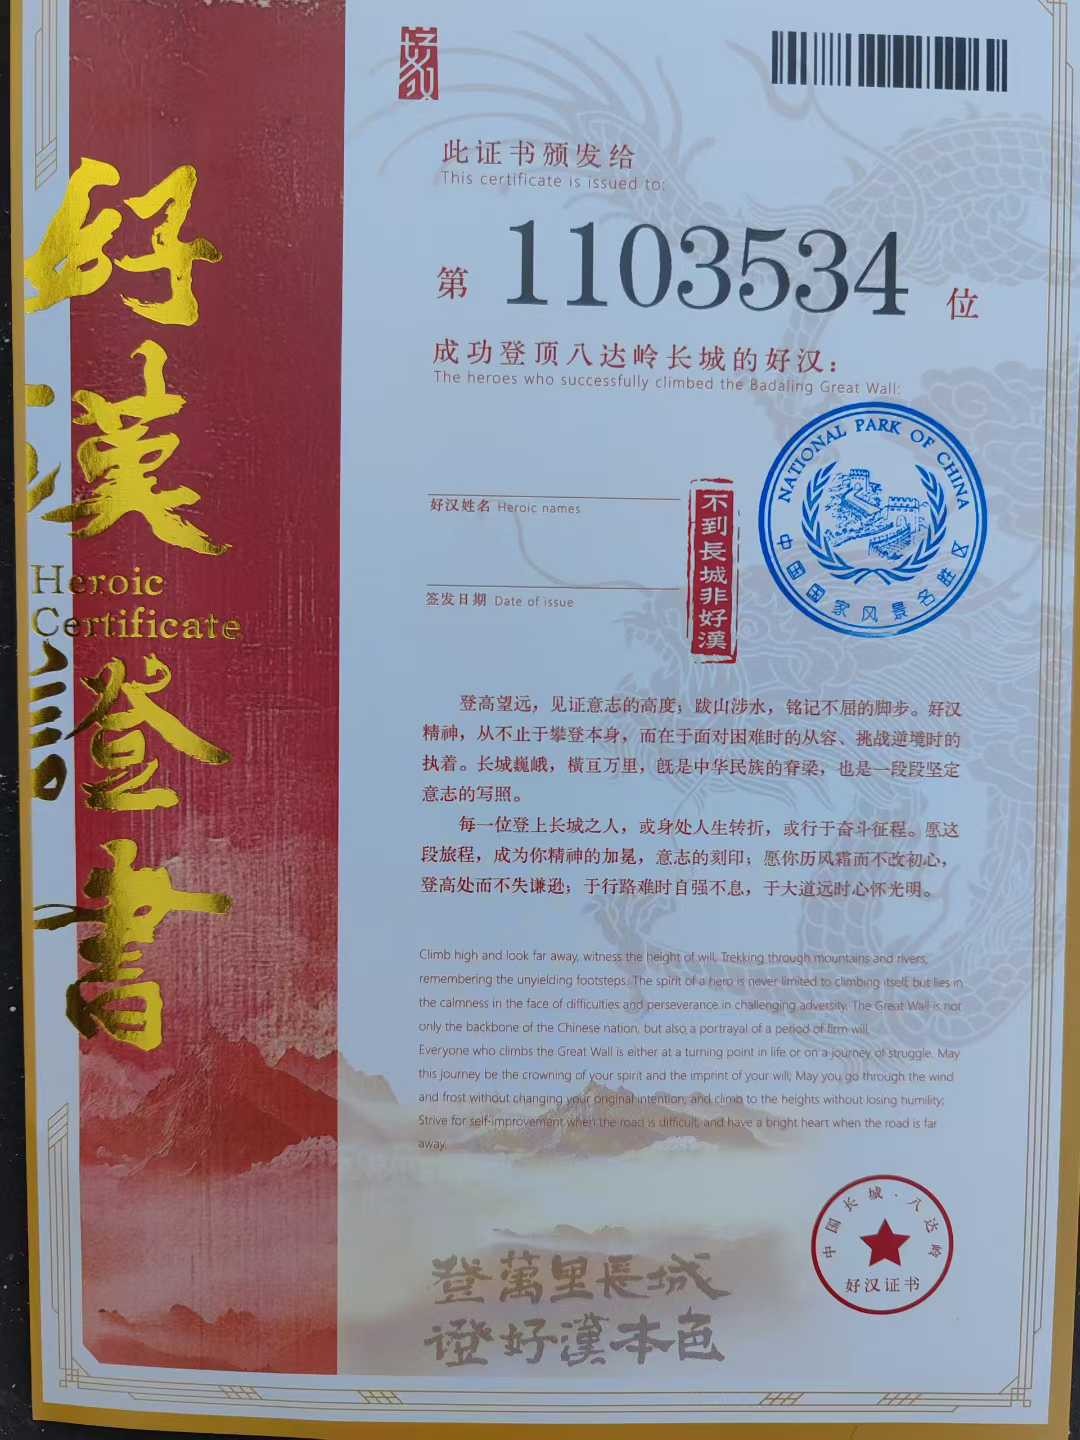 好漢證書
Heroic
Certificate
好汉
此证书颁发给
This certificate is issued to:
第 1103534 位
成功登顶八达岭长城的好汉：
The heroes who successfully climbed the Badaling Great Wall:
好汉姓名 Heroic names
签发日期 Date of issue
不到長城非好漢
NATIONAL PARK OF CHINA
中国国家风景名胜区
登高望远，见证意志的高度；跋山涉水，铭记不屈的脚步。好汉
精神，从不止于攀登本身，而在于面对困难时的从容、挑战逆境时的
执着。长城巍峨，横亘万里，既是中华民族的脊梁，也是一段段坚定
意志的写照。
每一位登上长城之人，或身处人生转折，或行于奋斗征程。愿这
段旅程，成为你精神的加冕，意志的刻印；愿你历风霜而不改初心，
登高处而不失谦逊；于行路难时自强不息，于大道远时心怀光明。
Climb high and look far away, witness the height of will, Trekking through mountains and rivers,
remembering the unyielding footsteps. The spirit of a hero is never limited to climbing itself, but lies in
the calmness in the face of difficulties and perseverance in challenging adversity. The Great Wall is not
only the backbone of the Chinese nation, but also a portrayal of a period of firm will.
Everyone who climbs the Great Wall is either at a turning point in life or on a journey of struggle. May
this journey be the crowning of your spirit and the imprint of your will; May you go through the wind
and frost without changing your original intention, and climb to the heights without losing humility;
Strive for self-improvement when the road is difficult, and have a bright heart when the road is far
away.
中国长城·八达岭
好汉证书
登萬里長城
證好漢本色